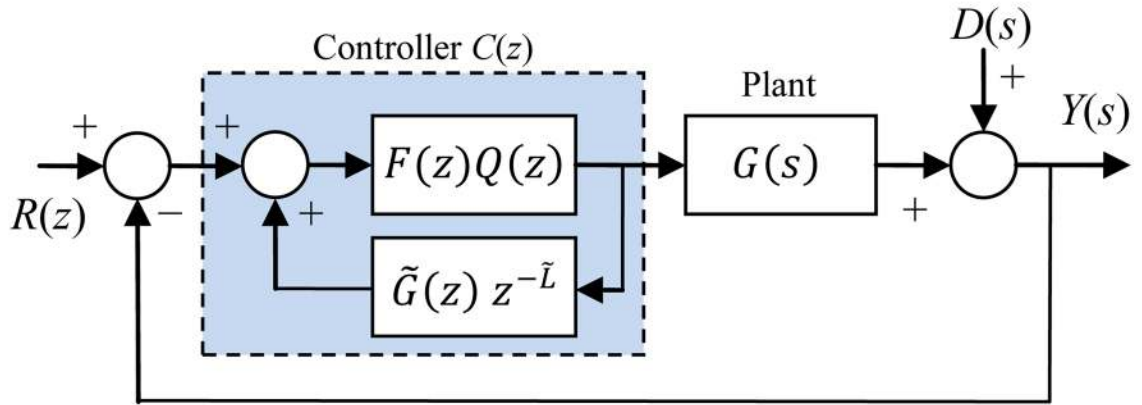 Controller C(z)
D(s)
Plant
Y(s)
+
+
+
F(z)Q(z)
G(s)
R(z)
−
+
+
G̃(z) z^{-L̃}